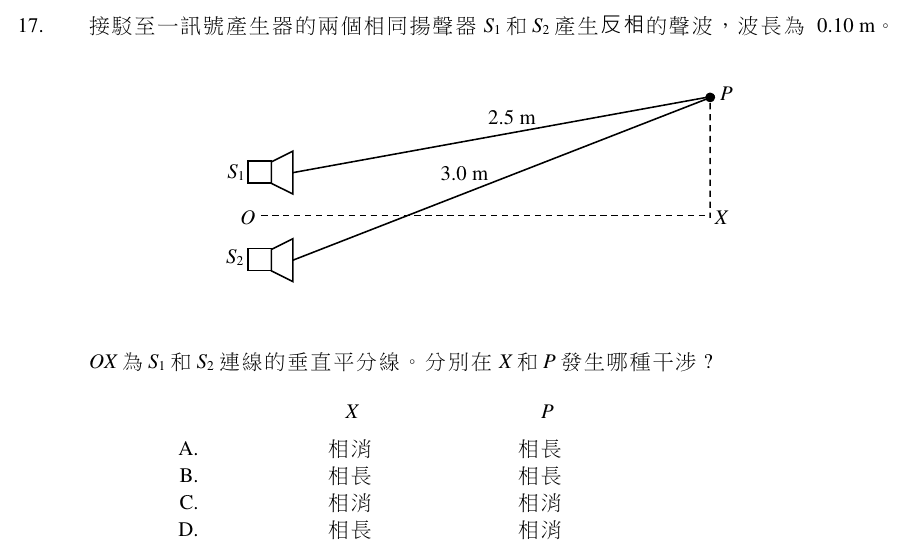 17. 接駁至一訊號產生器的兩個相同揚聲器 S1 和 S2 產生反相的聲波，波長為 0.10 m。
P
2.5 m
S1
3.0 m
O
X
S2
OX 為 S1 和 S2 連線的垂直平分線。分別在 X 和 P 發生哪種干涉？
X P
A. 相消 相長
B. 相長 相長
C. 相消 相消
D. 相長 相消